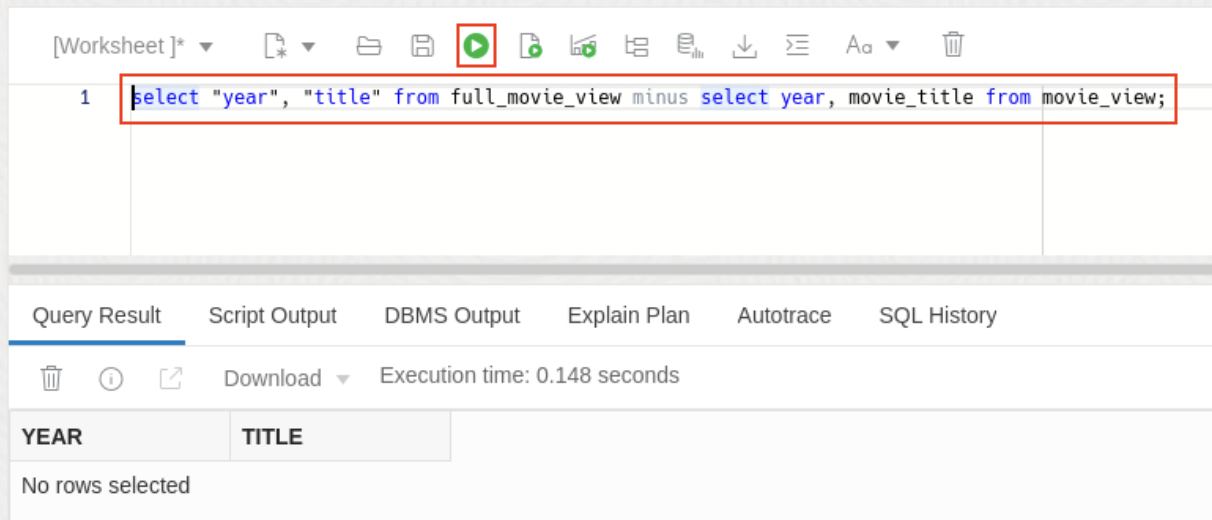 [Worksheet ]*
Aa
1 select "year", "title" from full_movie_view minus select year, movie_title from movie_view;
Query Result Script Output DBMS Output Explain Plan Autotrace SQL History
Download Execution time: 0.148 seconds
YEAR TITLE
No rows selected